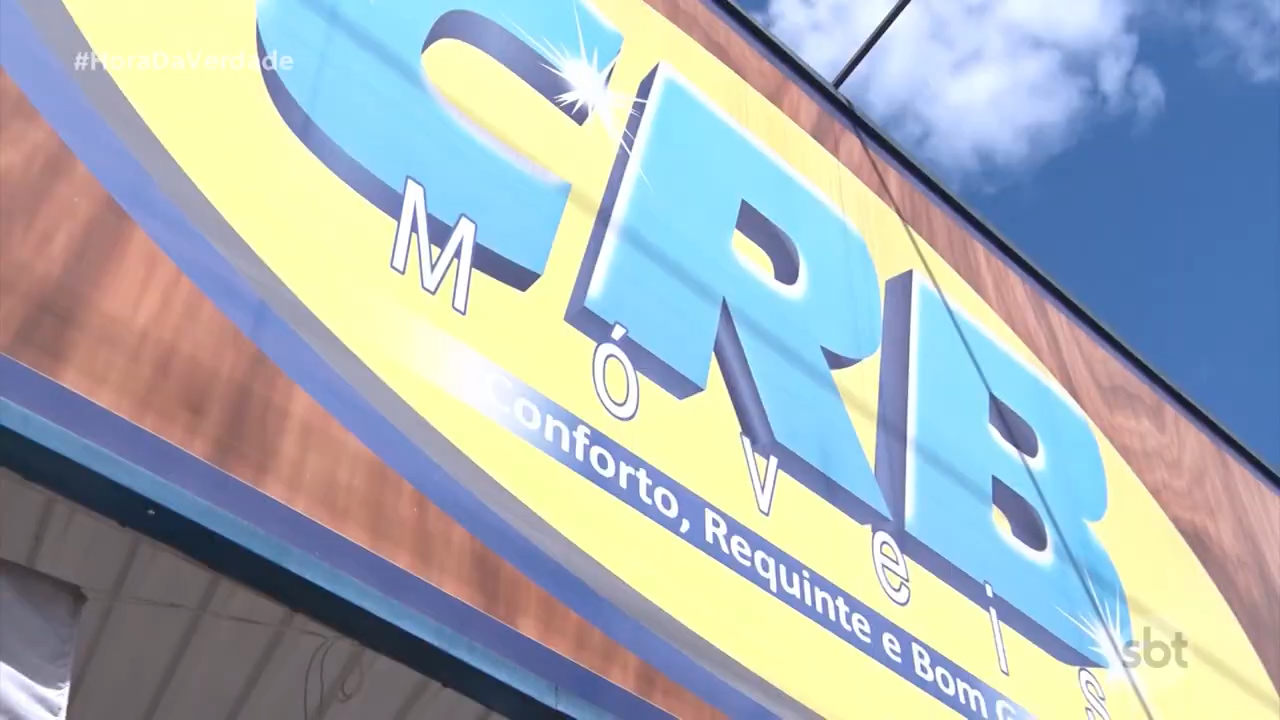 #HoraDaVerdade
CRB
Móveis
Conforto, Requinte e Bom
sbt